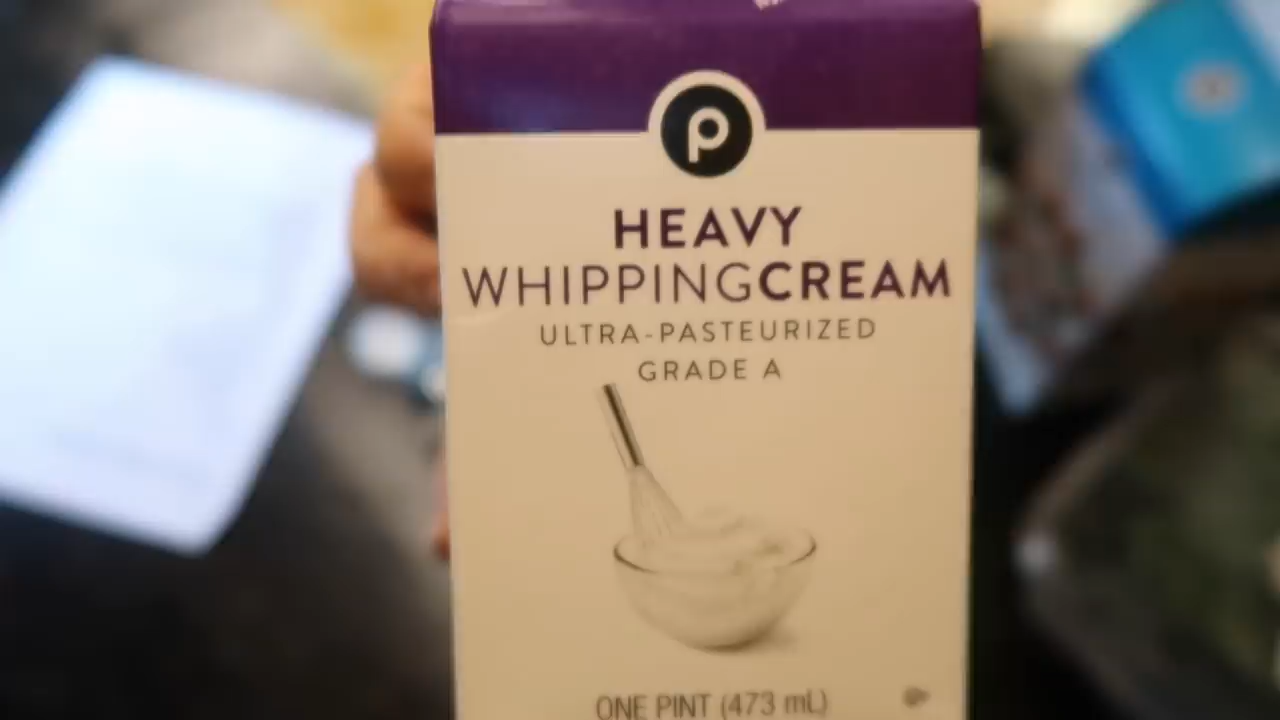 P
HEAVY
WHIPPINGCREAM
ULTRA-PASTEURIZED
GRADE A
ONE PINT (473 mL)